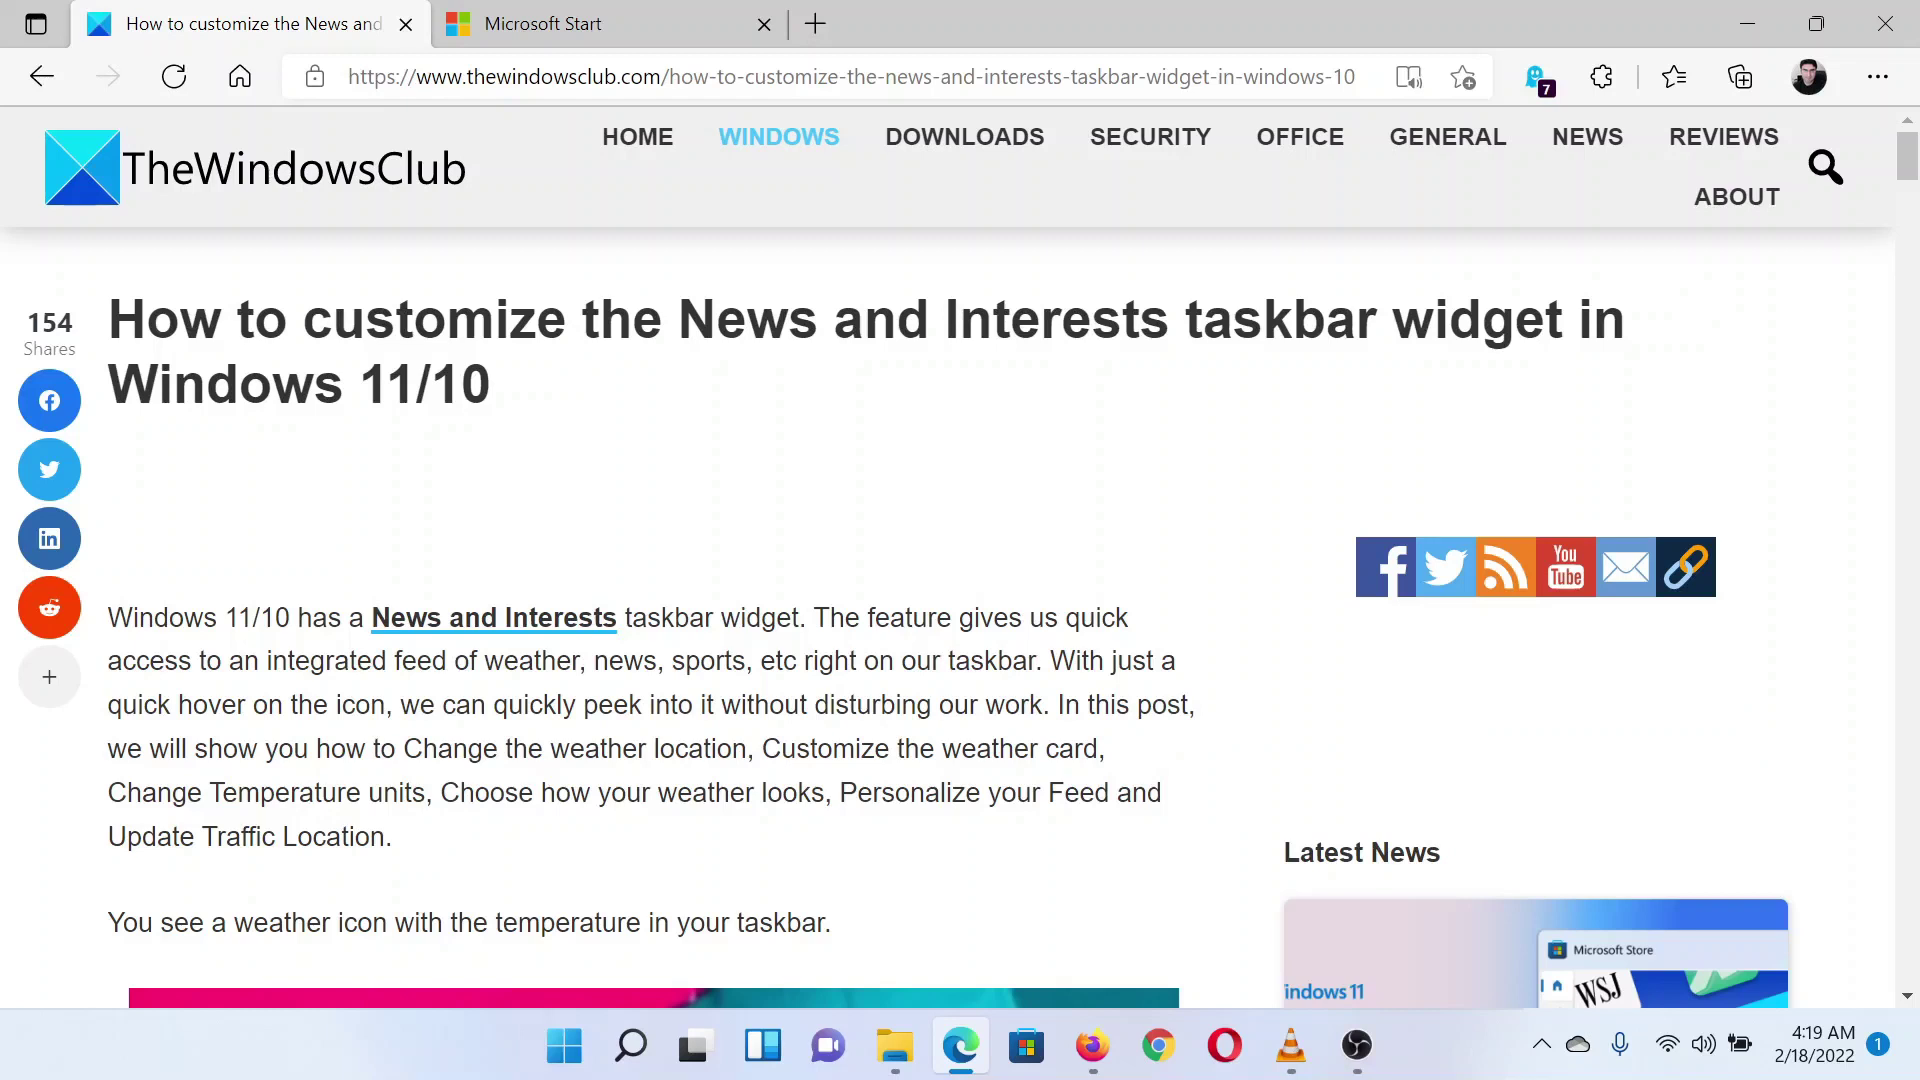 How to customize the News and
Microsoft Start
https://www.thewindowsclub.com/how-to-customize-the-news-and-interests-taskbar-widget-in-windows-10
7
TheWindowsClub
HOME WINDOWS DOWNLOADS SECURITY OFFICE GENERAL NEWS REVIEWS
ABOUT
154
Shares
How to customize the News and Interests taskbar widget in
Windows 11/10
You
Tube
Windows 11/10 has a News and Interests taskbar widget. The feature gives us quick
access to an integrated feed of weather, news, sports, etc right on our taskbar. With just a
quick hover on the icon, we can quickly peek into it without disturbing our work. In this post,
we will show you how to Change the weather location, Customize the weather card,
Change Temperature units, Choose how your weather looks, Personalize your Feed and
Update Traffic Location.
You see a weather icon with the temperature in your taskbar.
Latest News
Microsoft Store
WSJ
indows 11
4:19 AM
2/18/2022
1